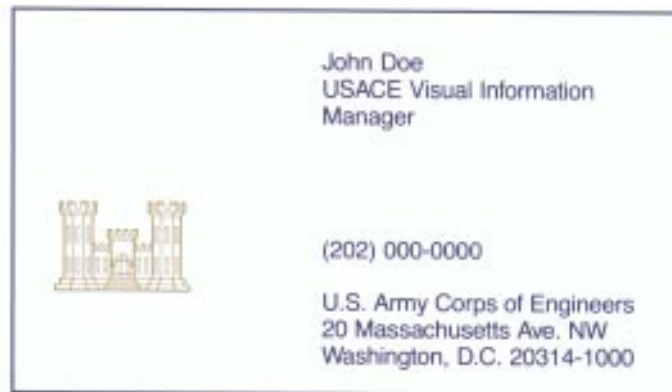 John Doe
USACE Visual Information
Manager
(202) 000-0000
U.S. Army Corps of Engineers
20 Massachusetts Ave. NW
Washington, D.C. 20314-1000